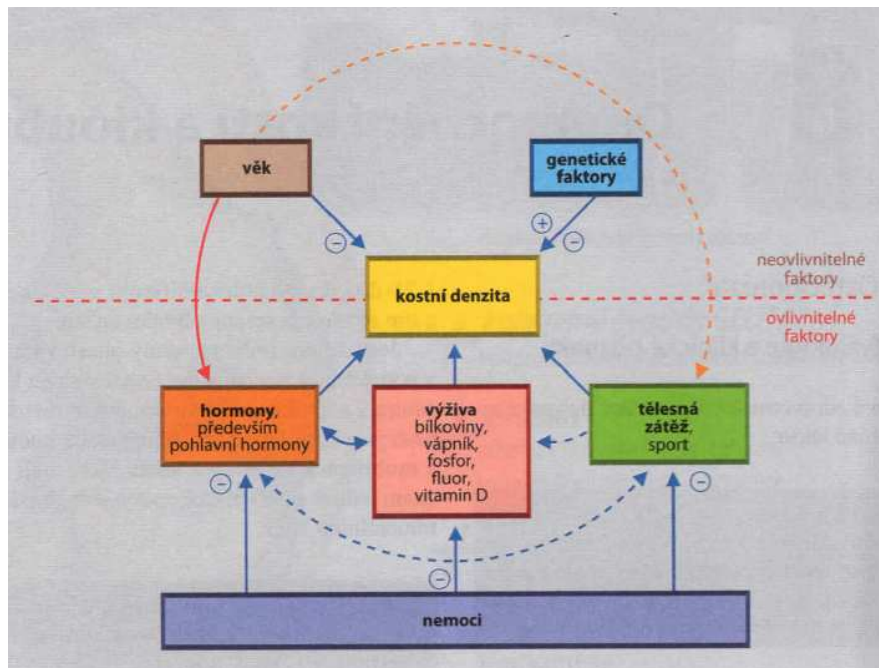 věk
genetické
faktory
+
−
−
kostní denzita
neovlivnitelné
faktory
ovlivnitelné
faktory
hormony,
především
pohlavní hormony
výživa
bílkoviny,
vápník,
fosfor,
fluor,
vitamin D
tělesná
zátěž,
sport
−
−
−
nemoci